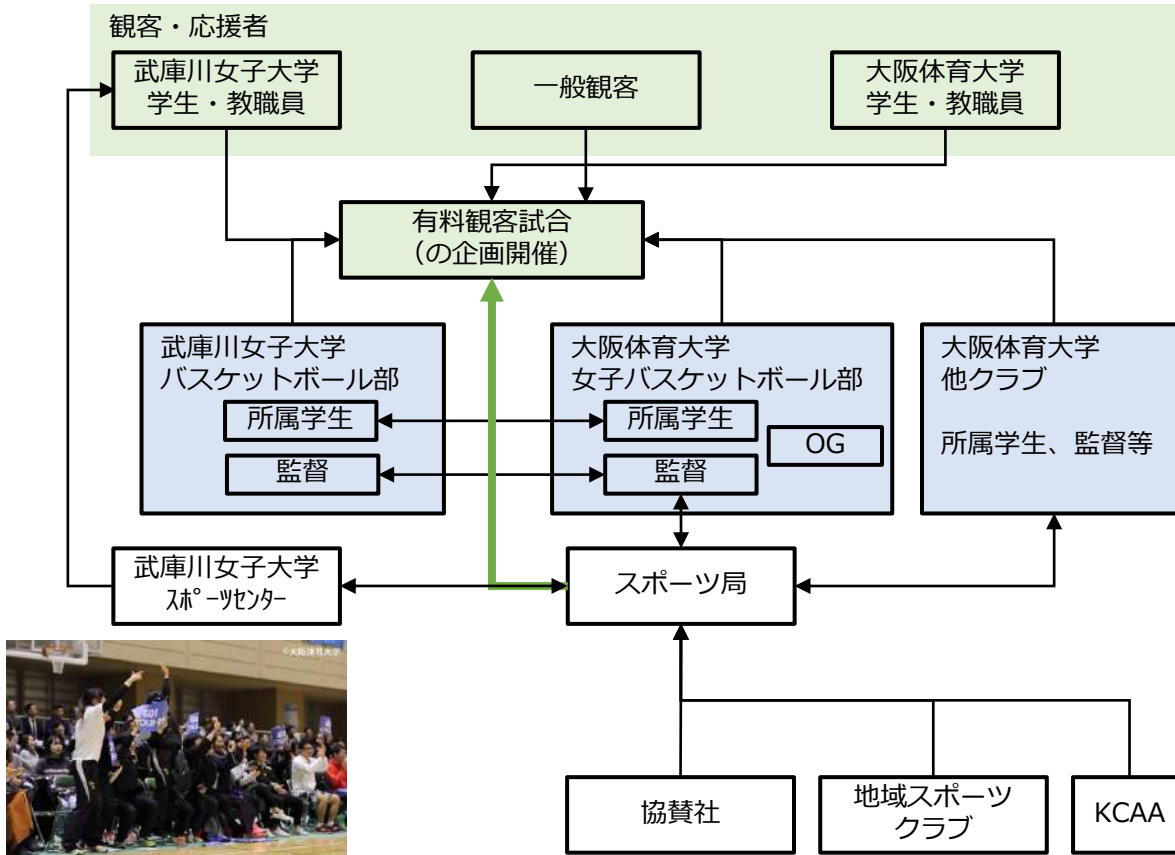 観客・応援者
武庫川女子大学
学生・教職員
一般観客
大阪体育大学
学生・教職員
有料観客試合
（の企画開催）
武庫川女子大学
バスケットボール部
所属学生
監督
大阪体育大学
女子バスケットボール部
所属学生
OG
監督
大阪体育大学
他クラブ
所属学生、監督等
武庫川女子大学
ｽﾎﾟｰﾂｾﾝﾀｰ
スポーツ局
©大阪体育大学
GO!
協賛社
地域スポーツ
クラブ
KCAA